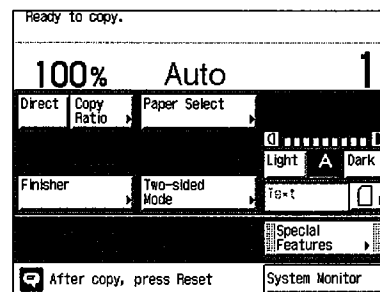 Ready to copy.
100% Auto 1
Direct Copy Ratio Paper Select
Light A Dark
Finisher Two-sided Mode Text
Special Features
After copy, press Reset System Monitor